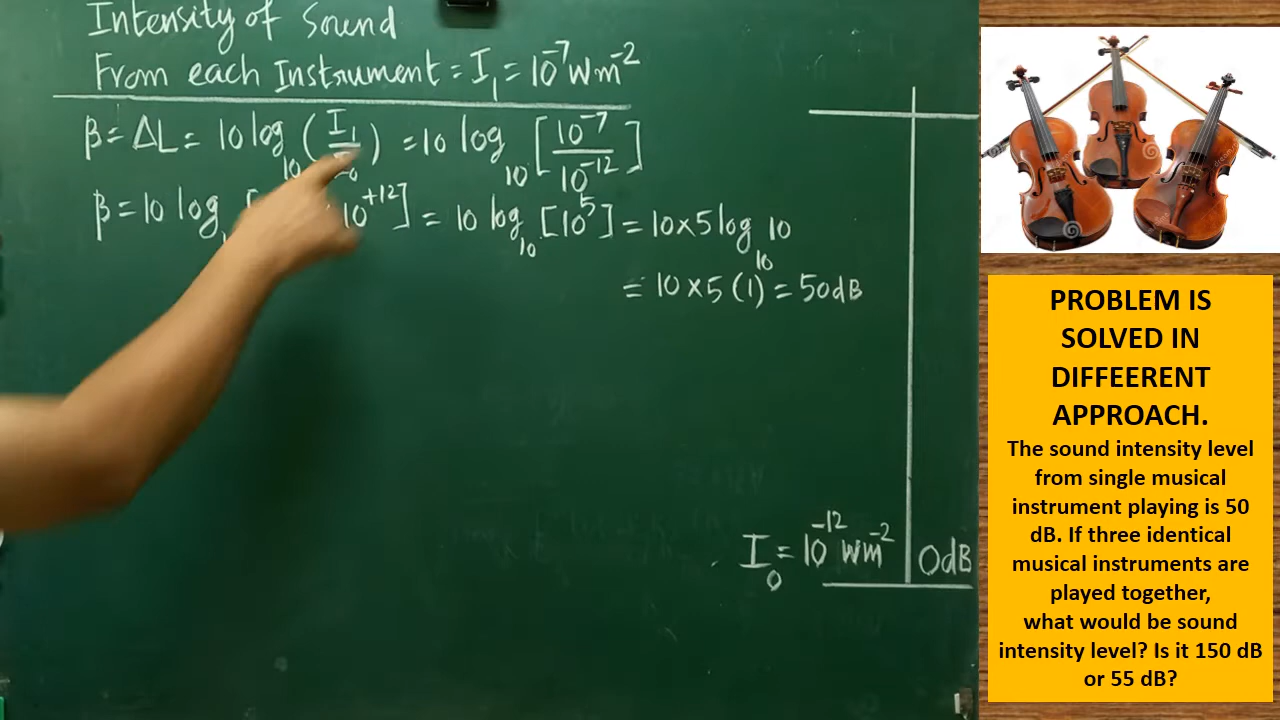 Intensity of Sound
From each Instrument = I₁ = 10⁻⁷ Wm⁻²
β = ΔL = 10 log₁₀ (I₁/I₀) = 10 log₁₀ [10⁻⁷/10⁻¹²]
β = 10 log 10⁺¹²] = 10 log₁₀ [10⁵] = 10×5 log₁₀ 10
= 10×5 (1) = 50dB
I₀ = 10⁻¹² Wm⁻² 0dB
PROBLEM IS
SOLVED IN
DIFFEERENT
APPROACH.
The sound intensity level
from single musical
instrument playing is 50
dB. If three identical
musical instruments are
played together,
what would be sound
intensity level? Is it 150 dB
or 55 dB?